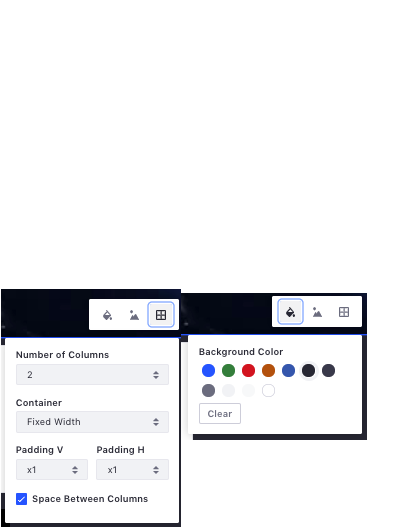 Number of Columns
2
Container
Fixed Width
Padding V
Padding H
x1
x1
Space Between Columns
Background Color
Clear